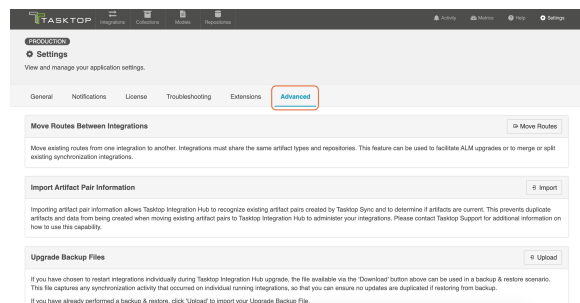 TASKTOP
Integrations Collections Models Repositories Activity Metrics Help Settings
PRODUCTION
Settings
View and manage your application settings.
General Notifications License Troubleshooting Extensions Advanced
Move Routes Between Integrations Move Routes
Move existing routes from one integration to another. Integrations must share the same artifact types and repositories. This feature can be used to facilitate ALM upgrades or to merge or split
existing synchronization integrations.
Import Artifact Pair Information Import
Importing artifact pair information allows Tasktop Integration Hub to recognize existing artifact pairs created by Tasktop Sync and to determine if artifacts are current. This prevents duplicate
artifacts and data from being created when moving existing artifact pairs to Tasktop Integration Hub to administer your integrations. Please contact Tasktop Support for additional information on
how to use this capability.
Upgrade Backup Files Upload
If you have chosen to restart integrations individually during Tasktop Integration Hub upgrade, the file available via the 'Download' button above can be used in a backup & restore scenario.
This file captures any synchronization activity that occurred on individual running integrations, so that you can ensure no updates are duplicated if restoring from backup.
If you have already performed a backup & restore, click 'Upload' to import your Upgrade Backup File.